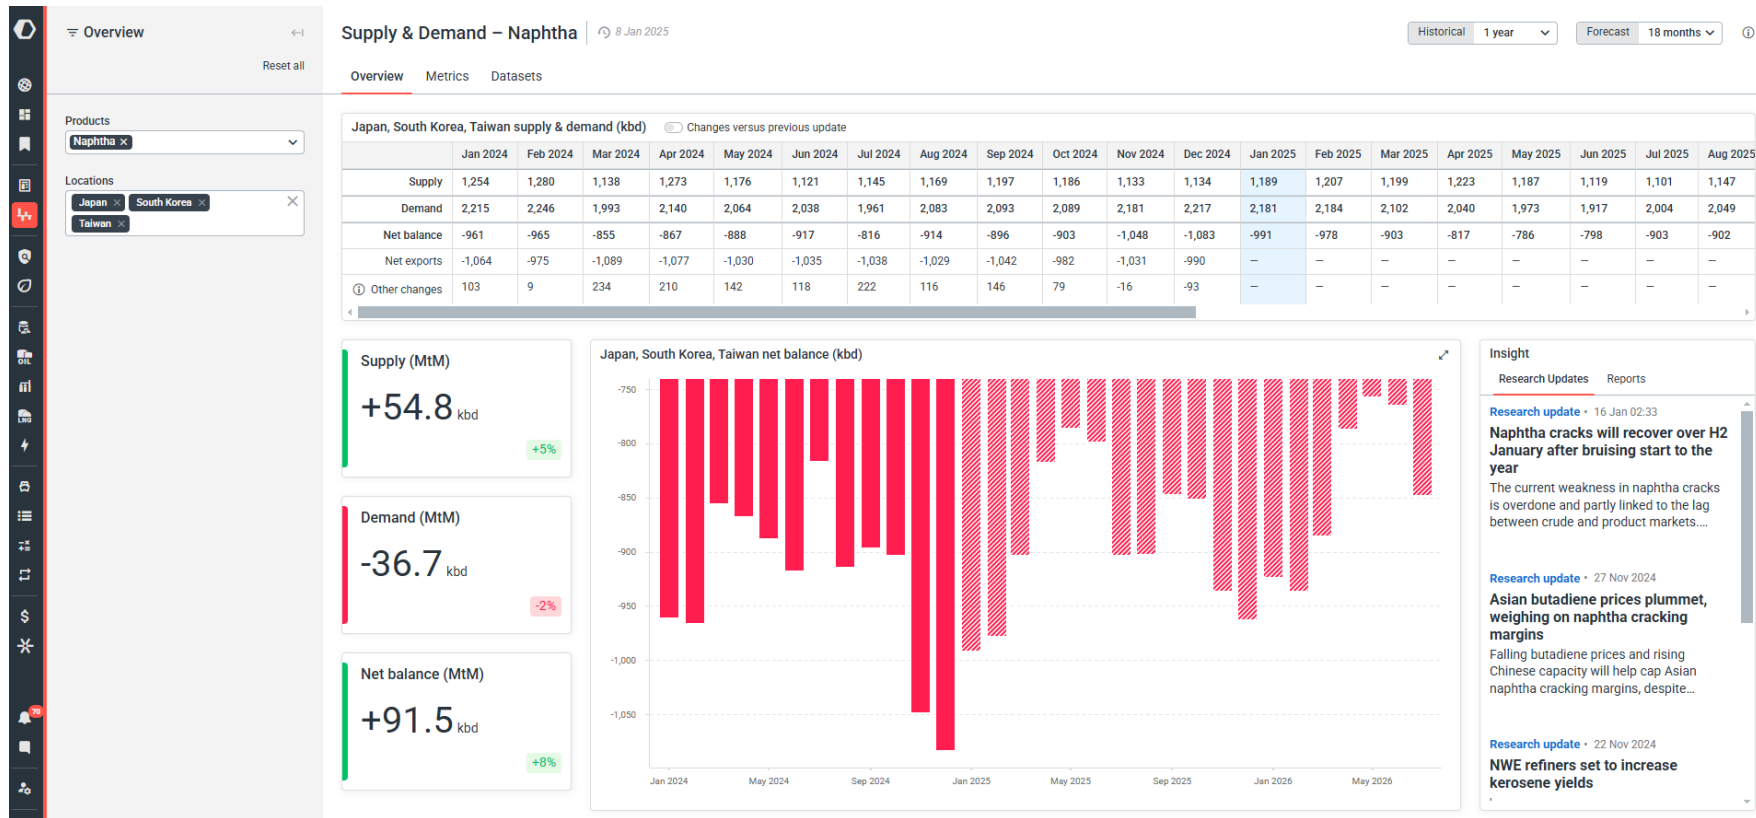 Overview
Reset all
Products
Naphtha ×
Locations
Japan × South Korea ×
Taiwan ×
OIL
LNG
70
Supply & Demand – Naphtha 8 Jan 2025
Historical 1 year
Forecast 18 months
Overview Metrics Datasets
Japan, South Korea, Taiwan supply & demand (kbd) Changes versus previous update
Jan 2024 Feb 2024 Mar 2024 Apr 2024 May 2024 Jun 2024 Jul 2024 Aug 2024 Sep 2024 Oct 2024 Nov 2024 Dec 2024 Jan 2025 Feb 2025 Mar 2025 Apr 2025 May 2025 Jun 2025 Jul 2025 Aug 2025
Supply 1,254 1,280 1,138 1,273 1,176 1,121 1,145 1,169 1,197 1,186 1,133 1,134 1,189 1,207 1,199 1,223 1,187 1,119 1,101 1,147
Demand 2,215 2,246 1,993 2,140 2,064 2,038 1,961 2,083 2,093 2,089 2,181 2,217 2,181 2,184 2,102 2,040 1,973 1,917 2,004 2,049
Net balance -961 -965 -855 -867 -888 -917 -816 -914 -896 -903 -1,048 -1,083 -991 -978 -903 -817 -786 -798 -903 -902
Net exports -1,064 -975 -1,089 -1,077 -1,030 -1,035 -1,038 -1,029 -1,042 -982 -1,031 -990 – – – – – – – –
Other changes 103 9 234 210 142 118 222 116 146 79 -16 -93 – – – – – – – –
Supply (MtM)
+54.8 kbd
+5%
Demand (MtM)
-36.7 kbd
-2%
Net balance (MtM)
+91.5 kbd
+8%
Japan, South Korea, Taiwan net balance (kbd)
-750
-800
-850
-900
-950
-1,000
-1,050
Jan 2024 May 2024 Sep 2024 Jan 2025 May 2025 Sep 2025 Jan 2026 May 2026
Insight
Research Updates Reports
Research update • 16 Jan 02:33
Naphtha cracks will recover over H2
January after bruising start to the
year
The current weakness in naphtha cracks
is overdone and partly linked to the lag
between crude and product markets....
Research update • 27 Nov 2024
Asian butadiene prices plummet,
weighing on naphtha cracking
margins
Falling butadiene prices and rising
Chinese capacity will help cap Asian
naphtha cracking margins, despite...
Research update • 22 Nov 2024
NWE refiners set to increase
kerosene yields